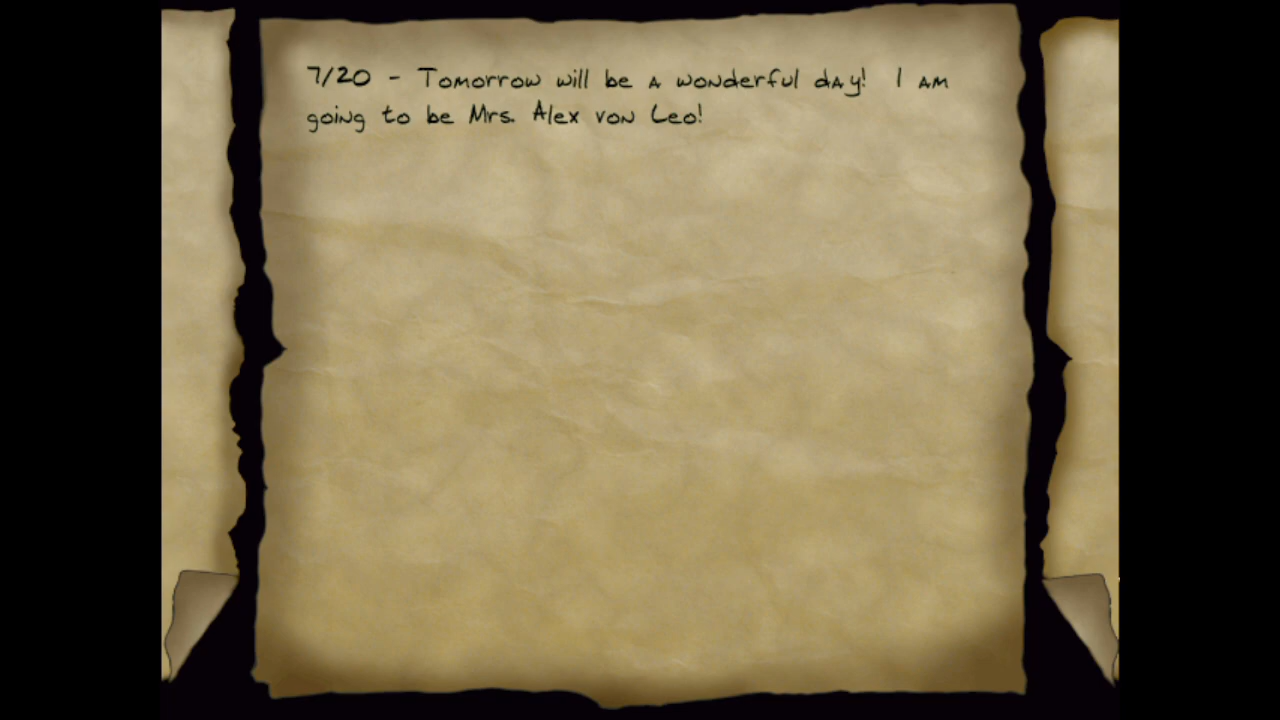 7/20 - Tomorrow will be a wonderful day! I am
going to be Mrs. Alex von Leo!